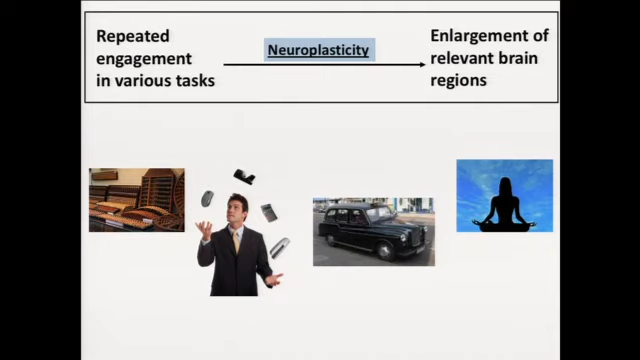 Repeated
engagement
in various tasks
Neuroplasticity
Enlargement of
relevant brain
regions